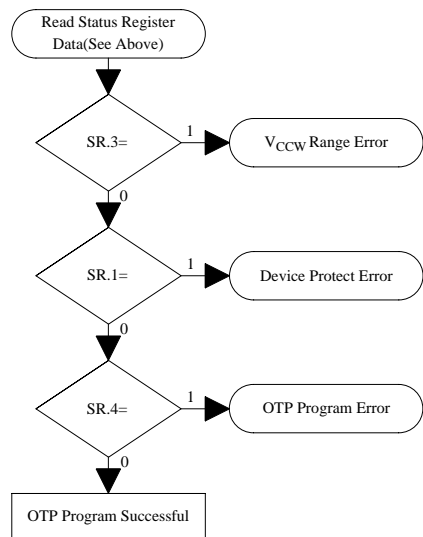 Read Status Register
Data(See Above)
SR.3=
1
VCCW Range Error
0
SR.1=
1
Device Protect Error
0
SR.4=
1
OTP Program Error
0
OTP Program Successful